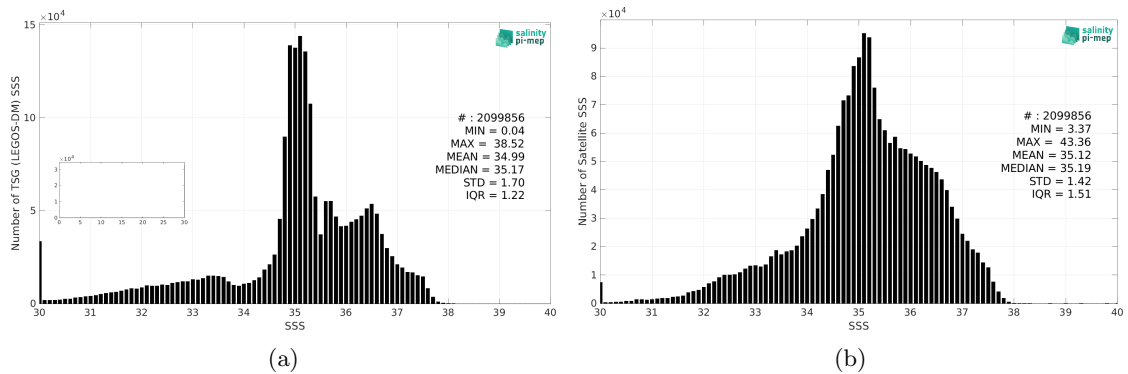 ×10⁴
15
10
5
0
Number of TSG (LEGOS-DM) SSS
salinity
pi-mep
# : 2099856
MIN = 0.04
MAX = 38.52
MEAN = 34.99
MEDIAN = 35.17
STD = 1.70
IQR = 1.22
×10⁴
3
2
1
0
0 5 10 15 20 25 30
30 31 32 33 34 35 36 37 38 39 40
SSS
(a)
×10⁴
9
8
7
6
5
4
3
2
1
0
Number of Satellite SSS
salinity
pi-mep
# : 2099856
MIN = 3.37
MAX = 43.36
MEAN = 35.12
MEDIAN = 35.19
STD = 1.42
IQR = 1.51
30 31 32 33 34 35 36 37 38 39 40
SSS
(b)